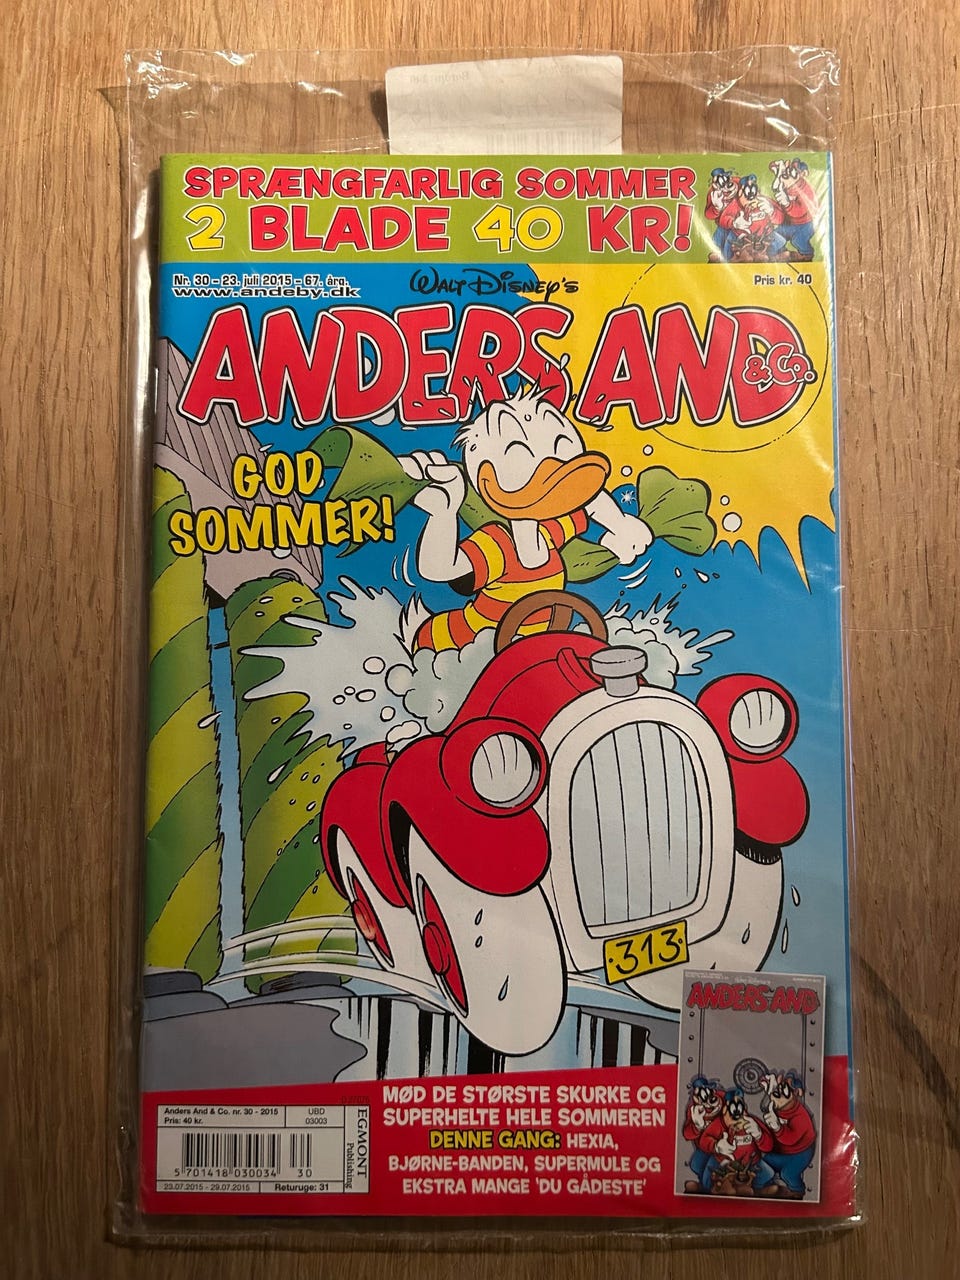 SPRÆNGFARLIG SOMMER
2 BLADE 40 KR!
Nr. 30 - 23. juli 2015 - 67. årg.
www.andeby.dk
WALT DISNEY'S
Pris kr. 40
ANDERS AND
& Co.
GOD
SOMMER!
313
ANDERS AND
MØD DE STØRSTE SKURKE OG
SUPERHELTE HELE SOMMEREN
DENNE GANG: HEXIA,
BJØRNE-BANDEN, SUPERMULE OG
EKSTRA MANGE 'DU GÅDESTE'
Anders And & Co. nr. 30 - 2015
Pris: 40 kr.
UBD
03003
5 701418 030034 30
23.07.2015 - 29.07.2015
Returuge: 31
EGMONT
Publishing